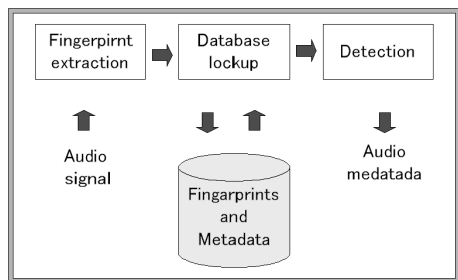 Fingerpirnt
extraction
Database
lockup
Detection
Audio
signal
Fingarprints
and
Metadata
Audio
medatada